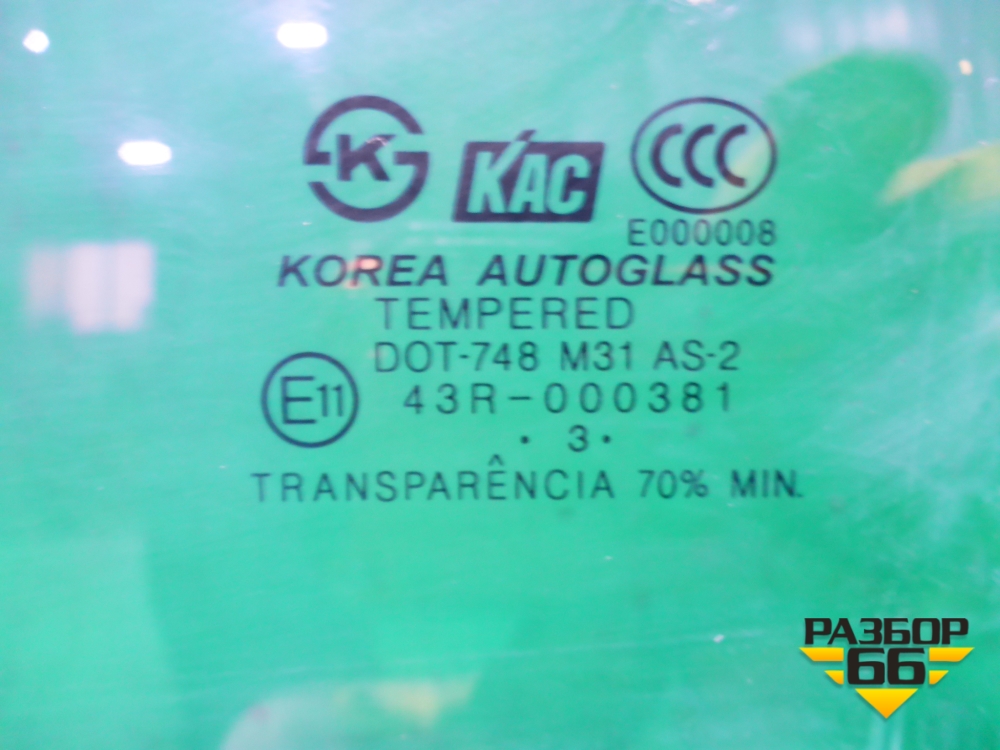 K KAC CCC
E000008
KOREA AUTOGLASS
TEMPERED
DOT-748 M31 AS-2
E11 43R-000381
· 3 ·
TRANSPARÊNCIA 70% MIN.
РАЗБОР
66